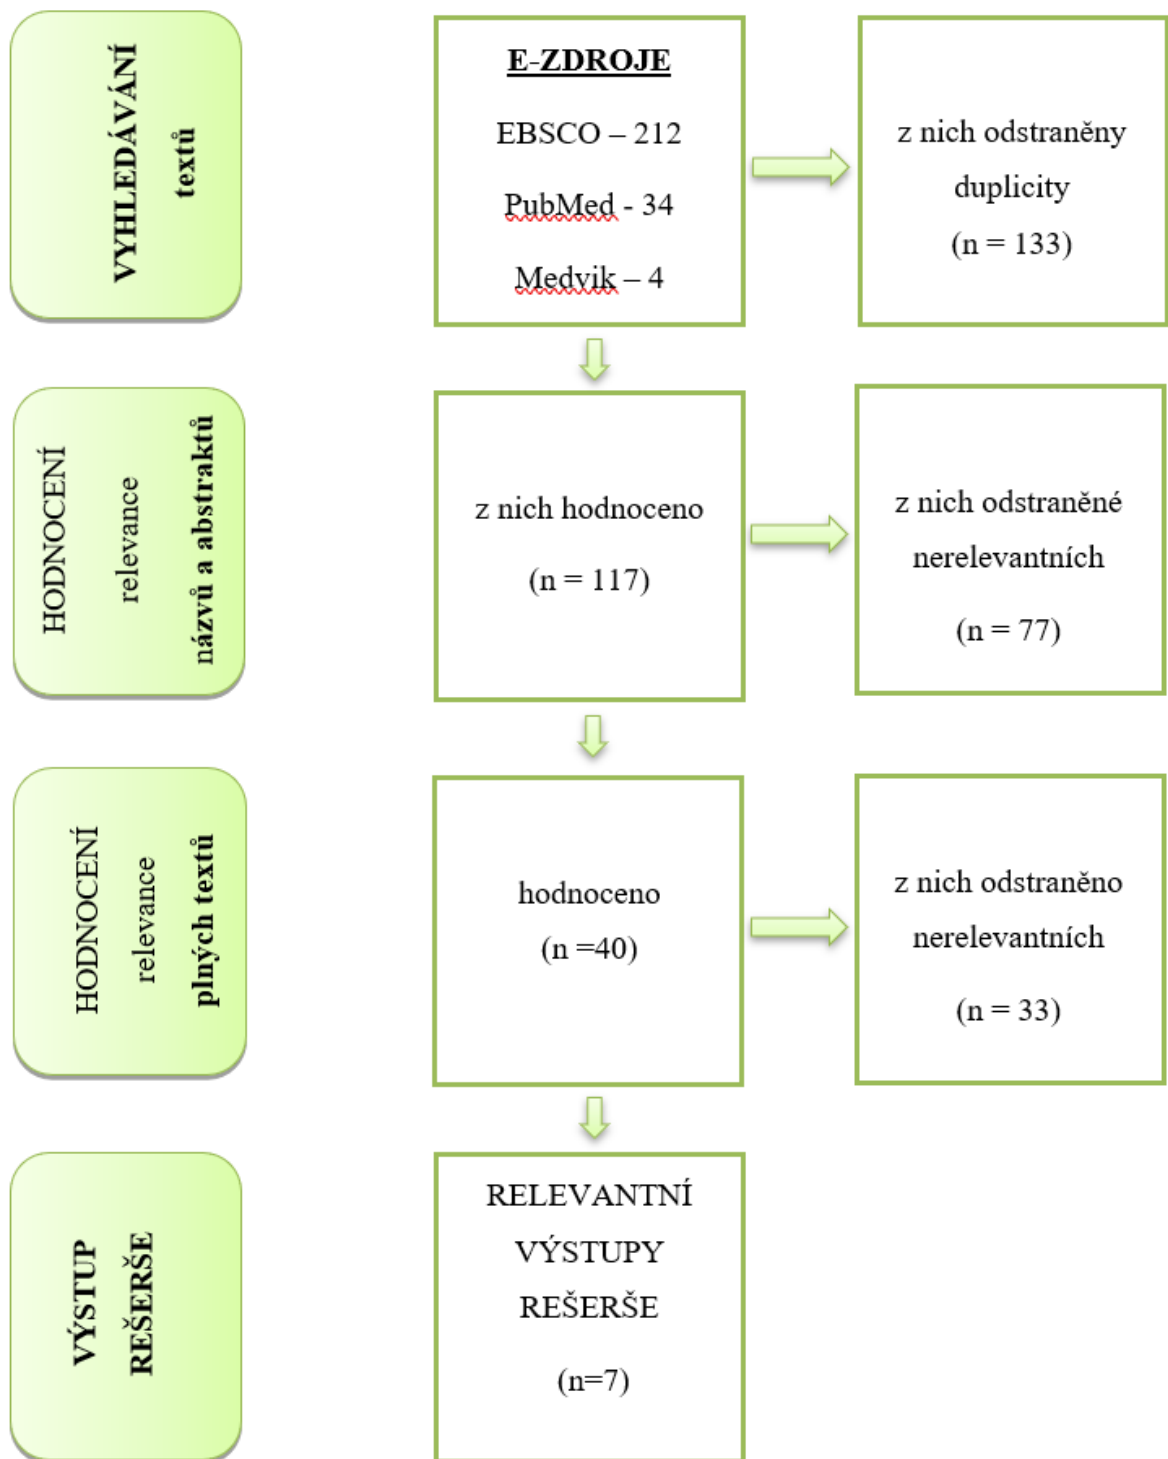 VYHLEDÁVÁNÍ
textů
E-ZDROJE
EBSCO – 212
PubMed - 34
Medvik – 4
z nich odstraněny
duplicity
(n = 133)
HODNOCENÍ
relevance
názvů a abstraktů
z nich hodnoceno
(n = 117)
z nich odstraněné
nerelevantních
(n = 77)
HODNOCENÍ
relevance
plných textů
hodnoceno
(n =40)
z nich odstraněno
nerelevantních
(n = 33)
VÝSTUP
REŠERŠE
RELEVANTNÍ
VÝSTUPY
REŠERŠE
(n=7)